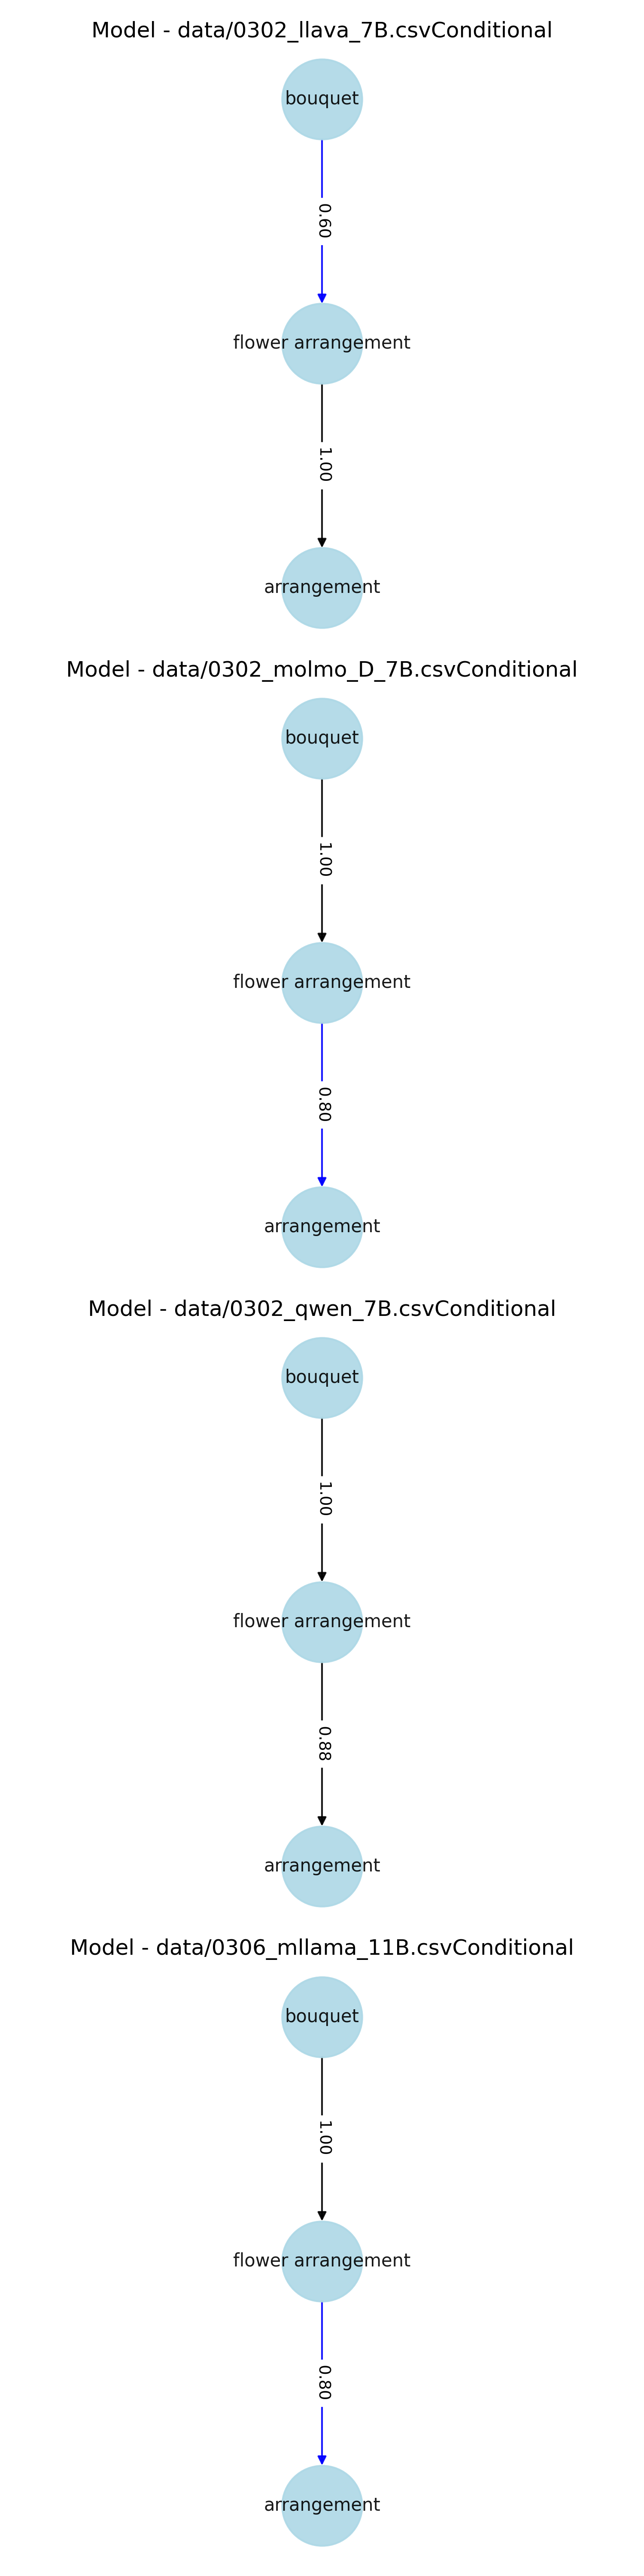 Model - data/0302_llava_7B.csvConditional
bouquet
0.60
flower arrangement
1.00
arrangement
Model - data/0302_molmo_D_7B.csvConditional
bouquet
1.00
flower arrangement
0.80
arrangement
Model - data/0302_qwen_7B.csvConditional
bouquet
1.00
flower arrangement
0.88
arrangement
Model - data/0306_mllama_11B.csvConditional
bouquet
1.00
flower arrangement
0.80
arrangement